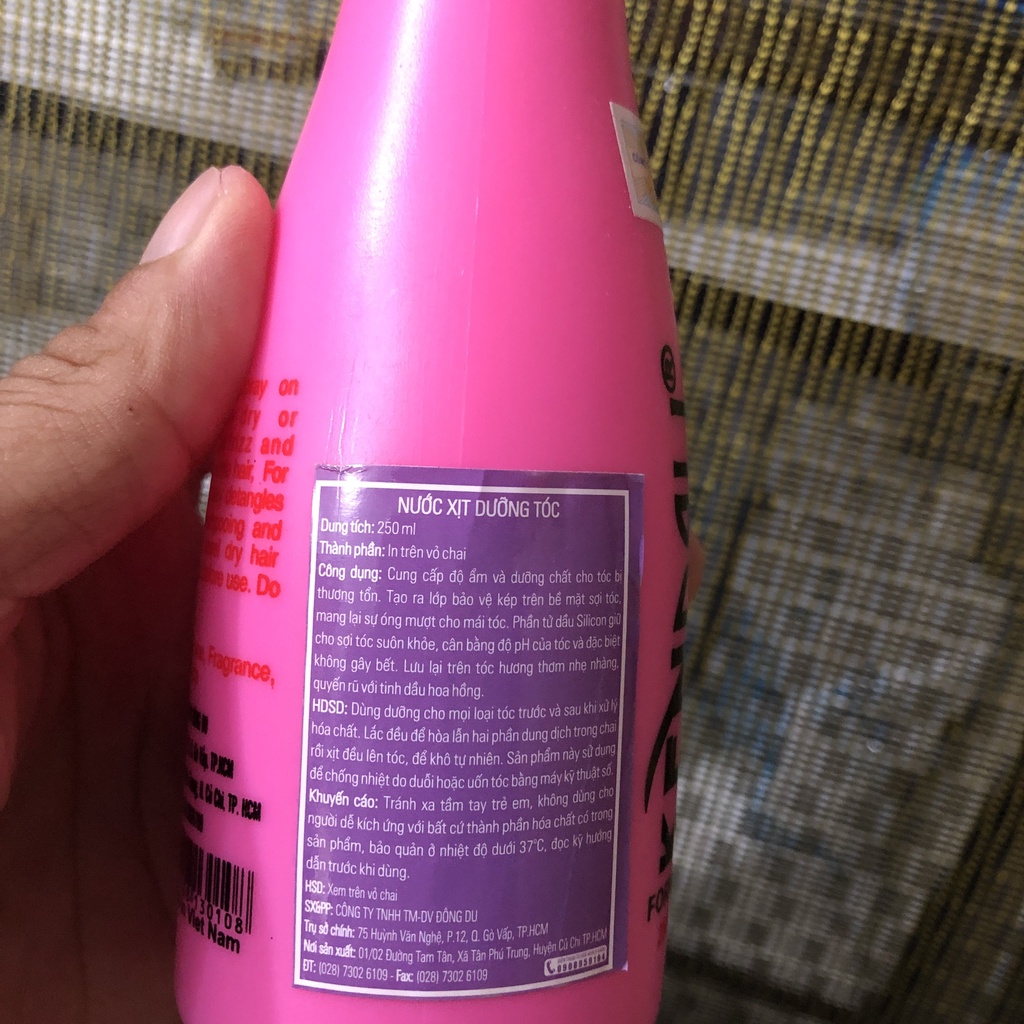 NƯỚC XỊT DƯỠNG TÓC
Dung tích: 250 ml
Thành phần: In trên vỏ chai
Công dụng: Cung cấp độ ẩm và dưỡng chất cho tóc bị
thương tổn. Tạo ra lớp bảo vệ kép trên bề mặt sợi tóc,
mang lại sự óng mượt cho mái tóc. Phần tử dầu Silicon giữ
cho sợi tóc suôn khỏe, cân bằng độ pH của tóc và đặc biệt
không gây bết. Lưu lại trên tóc hương thơm nhẹ nhàng,
quyến rũ với tinh dầu hoa hồng.
HDSD: Dùng dưỡng cho mọi loại tóc trước và sau khi xử lý
hóa chất. Lắc đều để hòa lẫn hai phần dung dịch trong chai
rồi xịt đều lên tóc, để khô tự nhiên. Sản phẩm này sử dụng
để chống nhiệt do duỗi hoặc uốn tóc bằng máy kỹ thuật số.
Khuyến cáo: Tránh xa tầm tay trẻ em, không dùng cho
người dễ kích ứng với bất cứ thành phần hóa chất có trong
sản phẩm, bảo quản ở nhiệt độ dưới 37°C, đọc kỹ hướng
dẫn trước khi dùng.
HSD: Xem trên vỏ chai
SX&PP: CÔNG TY TNHH TM-DV ĐÔNG DU
Trụ sở chính: 75 Huỳnh Văn Nghệ, P.12, Q. Gò Vấp, TP.HCM
Nơi sản xuất: 01/02 Đường Tam Tân, Xã Tân Phú Trung, Huyện Củ Chi TP.HCM
ĐT: (028) 7302 6109 - Fax: (028) 7302 6109
on
or
and
hair, For
detangles
and
dry hair
use. Do
Fragrance,
TP.HCM
Củ Chi, TP. HCM
30108
Viet Nam
®